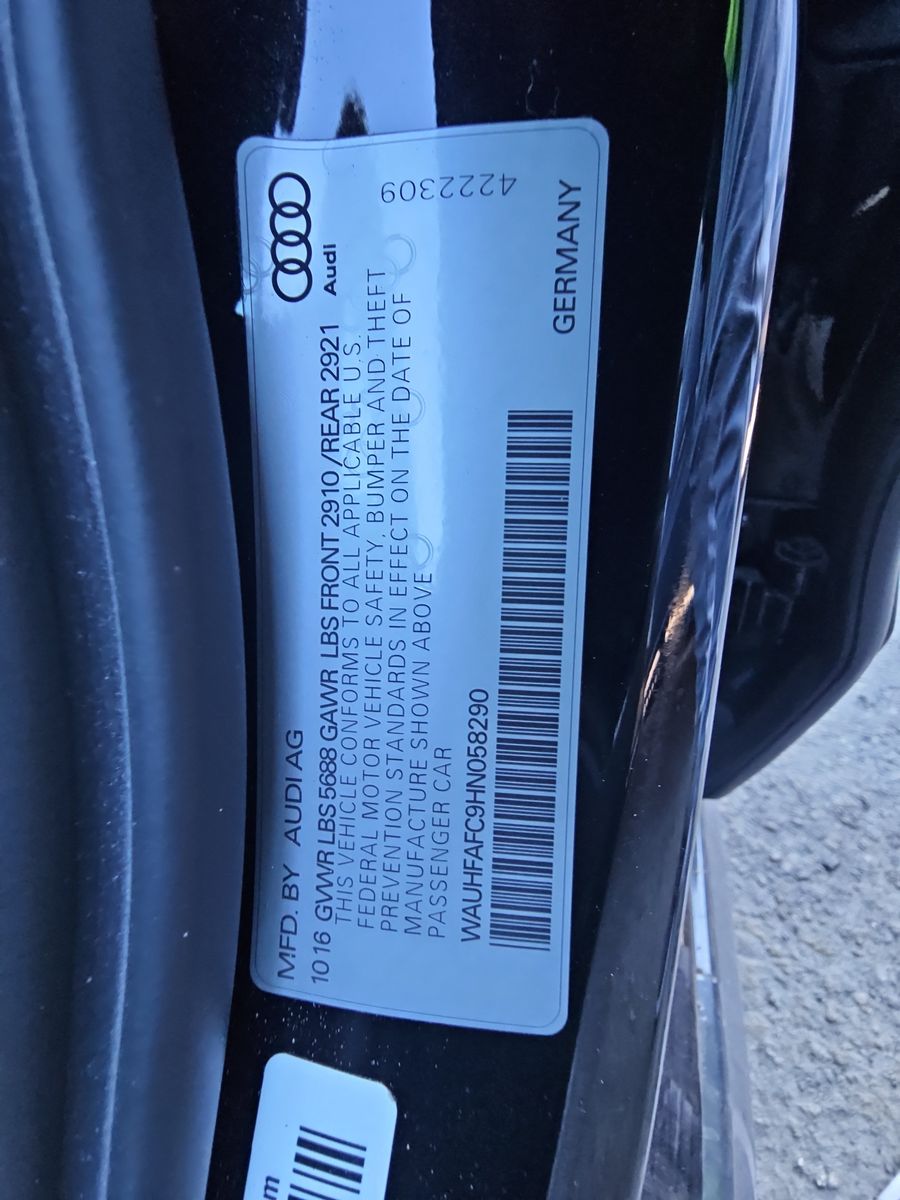 MFD. BY AUDI AG
Audi
10 16 GVWR LBS 5688 GAWR LBS FRONT 2910/REAR 2921
THIS VEHICLE CONFORMS TO ALL APPLICABLE U.S.
FEDERAL MOTOR VEHICLE SAFETY, BUMPER AND THEFT
PREVENTION STANDARDS IN EFFECT ON THE DATE OF
MANUFACTURE SHOWN ABOVE
PASSENGER CAR
4222309
WAUHFAFC9HN058290
GERMANY